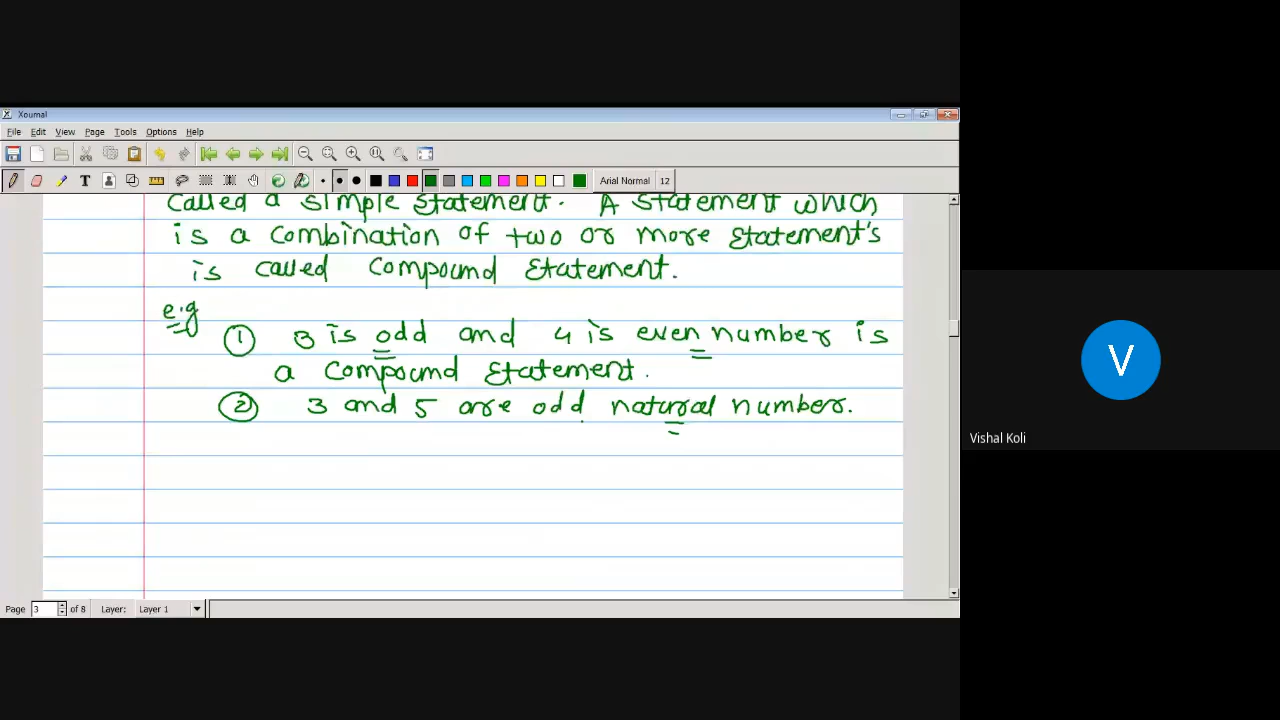 Xournal
File Edit View Page Tools Options Help
Arial Normal 12
called a simple statement. A statement which
is a combination of two or more statement's
is called compound statement.
e.g
① 3 is odd and 4 is even number is
a compound statement.
② 3 and 5 are odd natural number.
Page 3 of 8 Layer: Layer 1
V
Vishal Koli